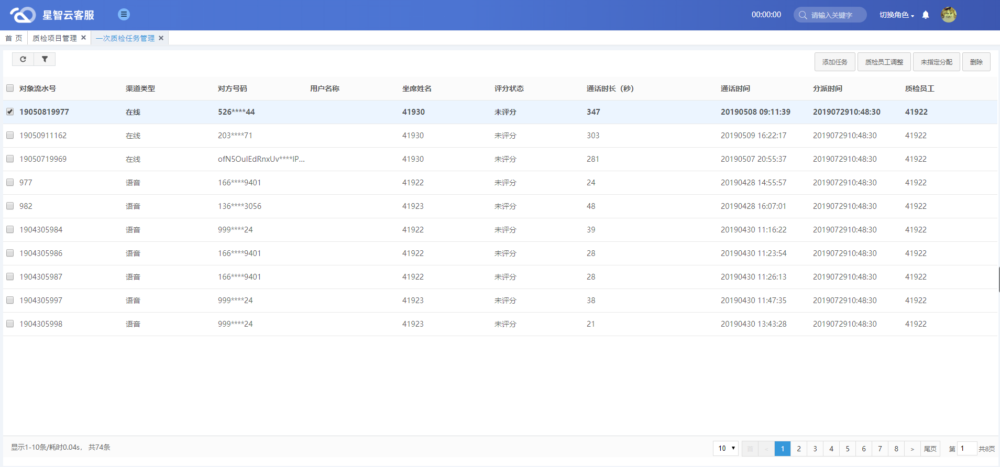 星智云客服 00:00:00 请输入关键字 切换角色
首 页 质检项目管理 × 一次质检任务管理 ×
添加任务 质检员工调整 未指定分配 删除
对象流水号 渠道类型 对方号码 用户名称 坐席姓名 评分状态 通话时长（秒） 通话时间 分派时间 质检员工
19050819977 在线 526****44 41930 未评分 347 20190508 09:11:39 2019072910:48:30 41922
19050911162 在线 203****71 41930 未评分 303 20190509 16:22:17 2019072910:48:30 41922
19050719969 在线 ofN5OuIEdRnxUv****IP... 41930 未评分 281 20190507 20:55:37 2019072910:48:30 41922
977 语音 166****9401 41922 未评分 24 20190428 14:55:57 2019072910:48:30 41922
982 语音 136****3056 41923 未评分 48 20190428 16:07:01 2019072910:48:30 41922
1904305984 语音 999****24 41922 未评分 39 20190430 11:16:22 2019072910:48:30 41922
1904305986 语音 166****9401 41922 未评分 28 20190430 11:23:54 2019072910:48:30 41922
1904305987 语音 166****9401 41922 未评分 28 20190430 11:26:13 2019072910:48:30 41922
1904305997 语音 999****24 41923 未评分 38 20190430 11:47:35 2019072910:48:30 41922
1904305998 语音 999****24 41923 未评分 21 20190430 13:43:28 2019072910:48:30 41922
显示1-10条/耗时0.04s， 共74条 10 首 < 1 2 3 4 5 6 7 8 > 尾页 第 1 共8页